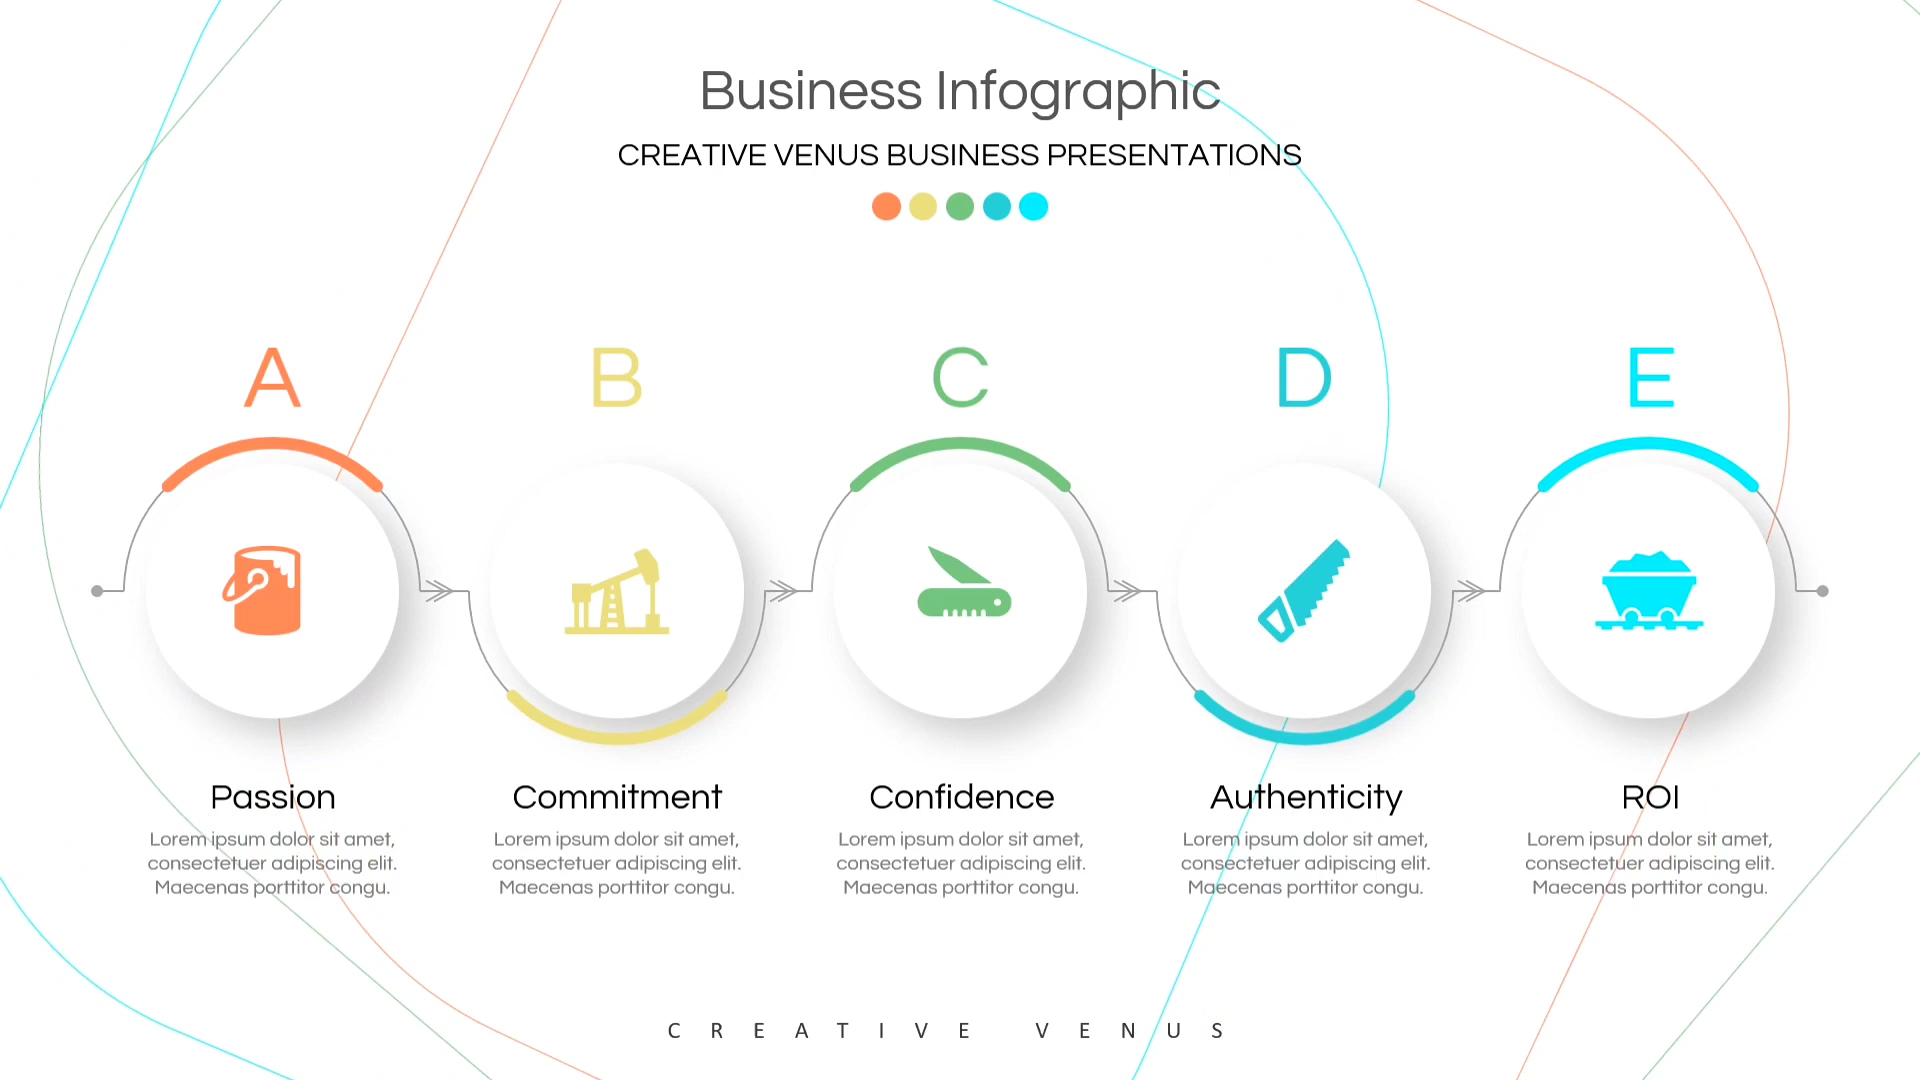 Business Infographic
CREATIVE VENUS BUSINESS PRESENTATIONS
A
B
C
D
E
Passion
Lorem ipsum dolor sit amet,
consectetuer adipiscing elit.
Maecenas porttitor congu.
Commitment
Lorem ipsum dolor sit amet,
consectetuer adipiscing elit.
Maecenas porttitor congu.
Confidence
Lorem ipsum dolor sit amet,
consectetuer adipiscing elit.
Maecenas porttitor congu.
Authenticity
Lorem ipsum dolor sit amet,
consectetuer adipiscing elit.
Maecenas porttitor congu.
ROI
Lorem ipsum dolor sit amet,
consectetuer adipiscing elit.
Maecenas porttitor congu.
CREATIVE VENUS